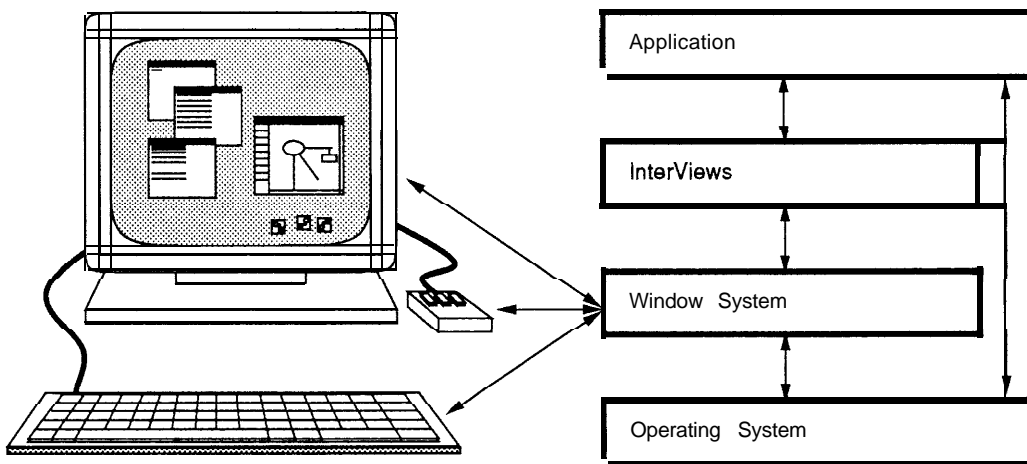 Application
InterViews
Window System
Operating System